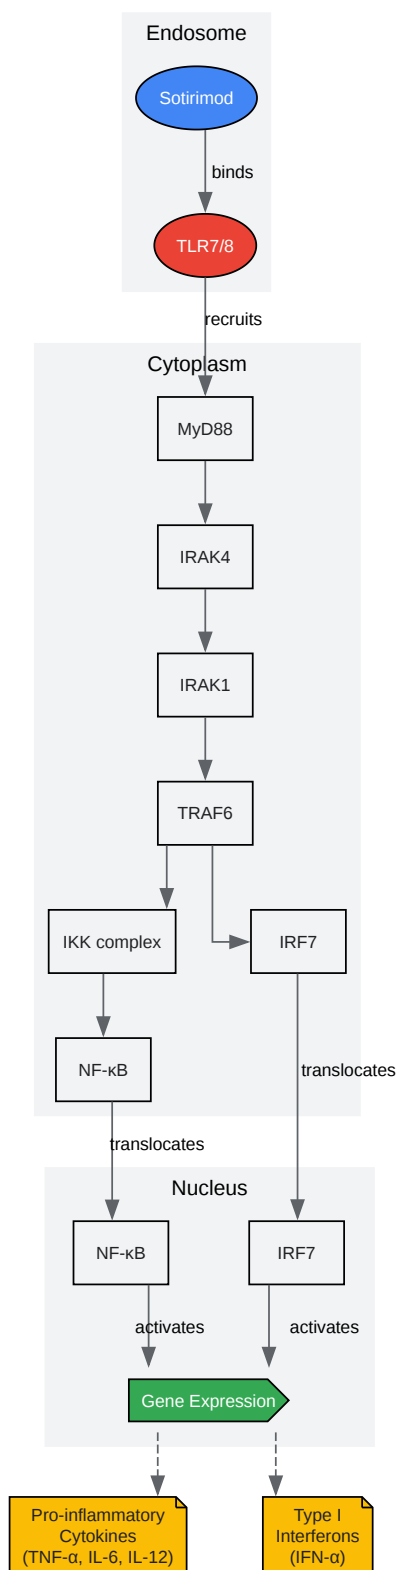 Endosome
Sotirimod
binds
TLR7/8
recruits
Cytoplasm
MyD88
IRAK4
IRAK1
TRAF6
IKK complex
IRF7
NF-κB
translocates
translocates
Nucleus
NF-κB
IRF7
activates
activates
Gene Expression
Pro-inflammatory
Cytokines
(TNF-α, IL-6, IL-12)
Type I
Interferons
(IFN-α)